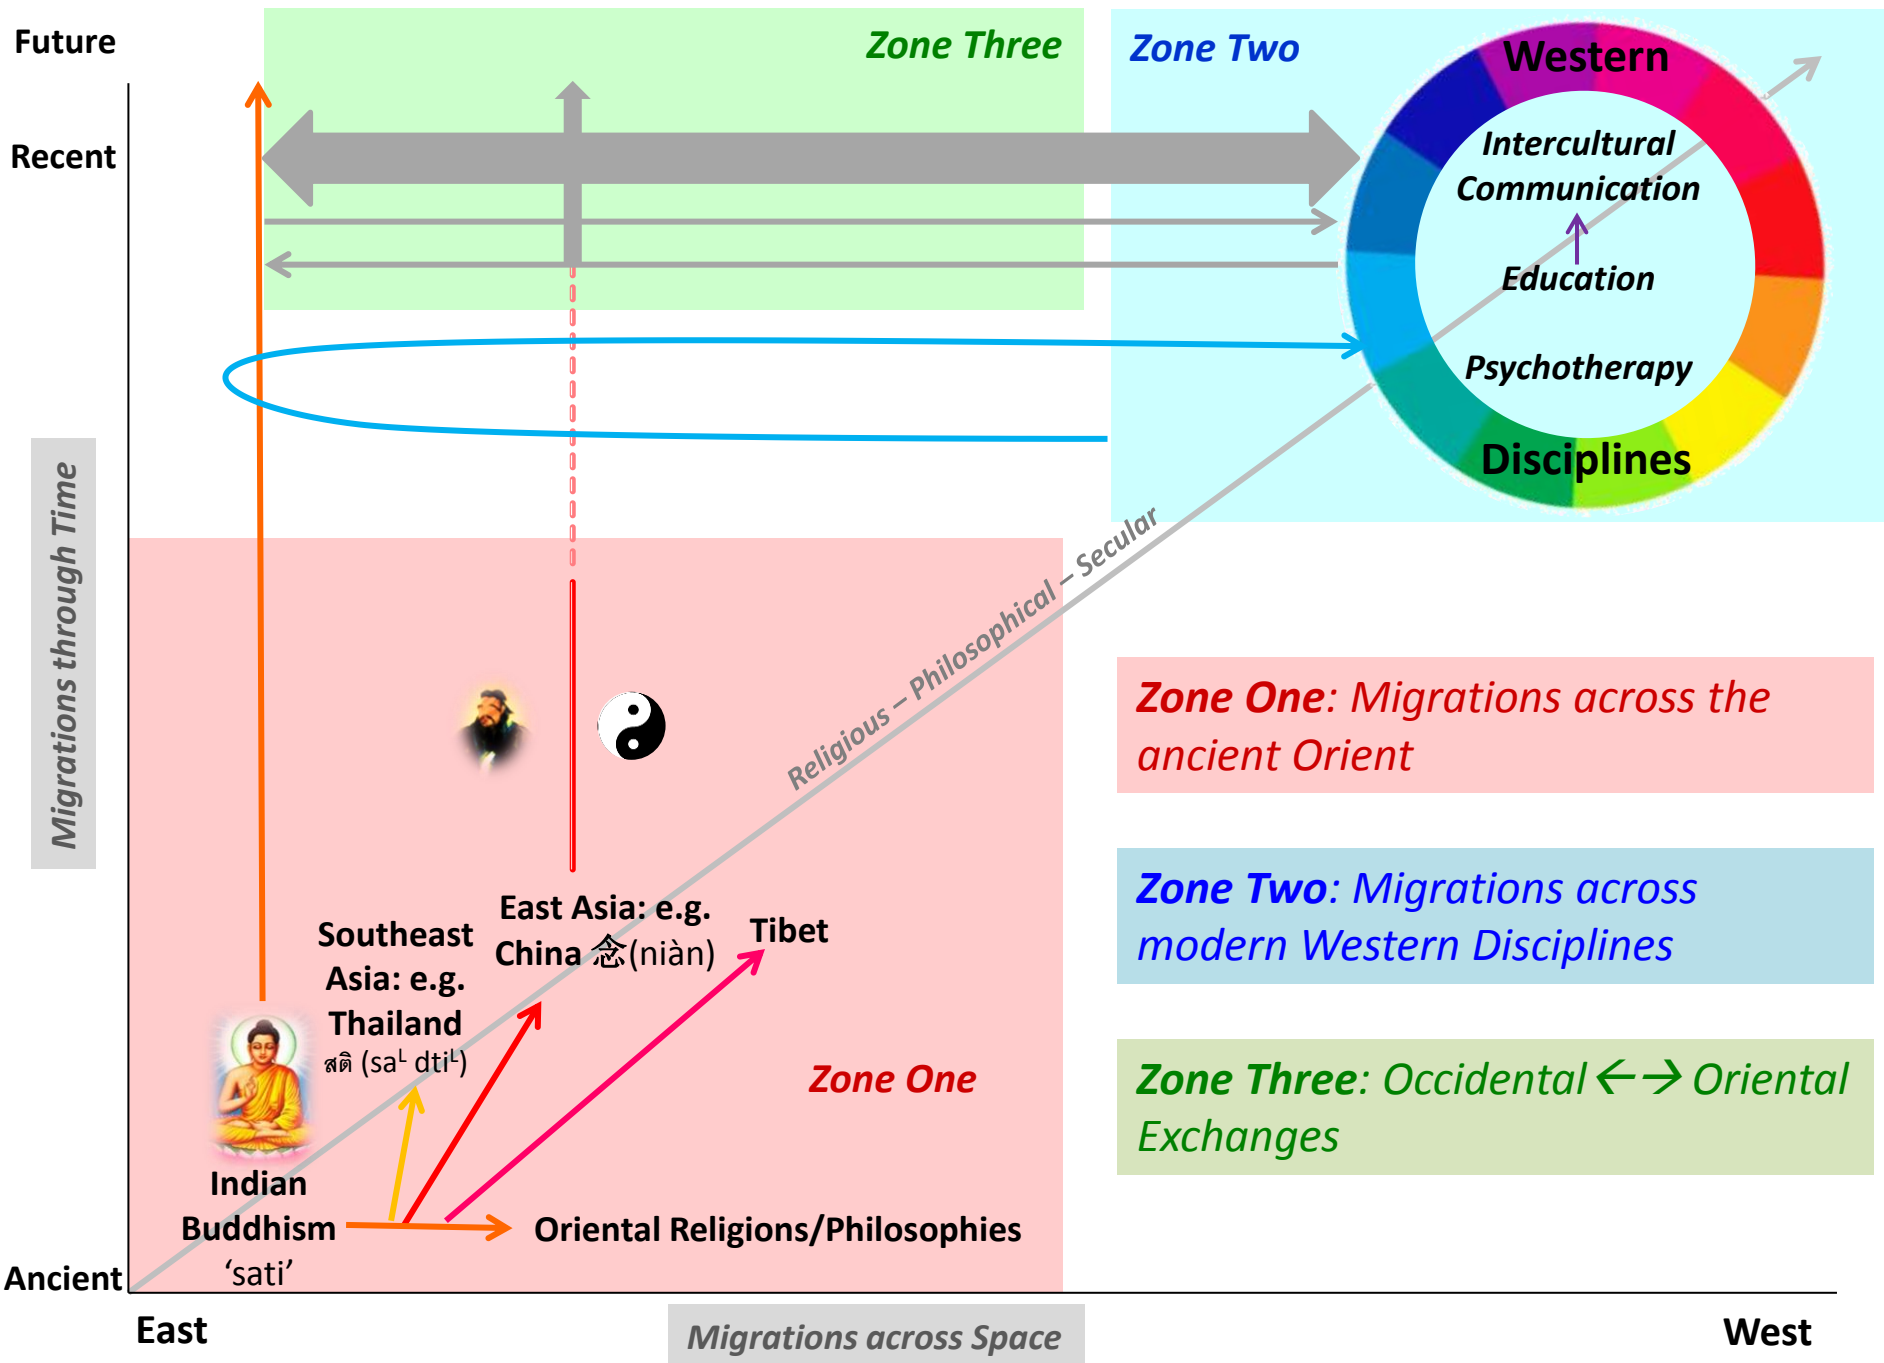 Future
Zone Three
Zone Two
Western
Recent
Intercultural
Communication
Education
Psychotherapy
Disciplines
Migrations through Time
Religious – Philosophical – Secular
Zone One: Migrations across the
ancient Orient
Zone Two: Migrations across
modern Western Disciplines
Zone Three: Occidental ←→ Oriental
Exchanges
East Asia: e.g.
China 念(niàn)
Tibet
Southeast
Asia: e.g.
Thailand
สติ (saᴸ dtiᴸ)
Zone One
Indian
Buddhism
‘sati’
Oriental Religions/Philosophies
Ancient
East
Migrations across Space
West